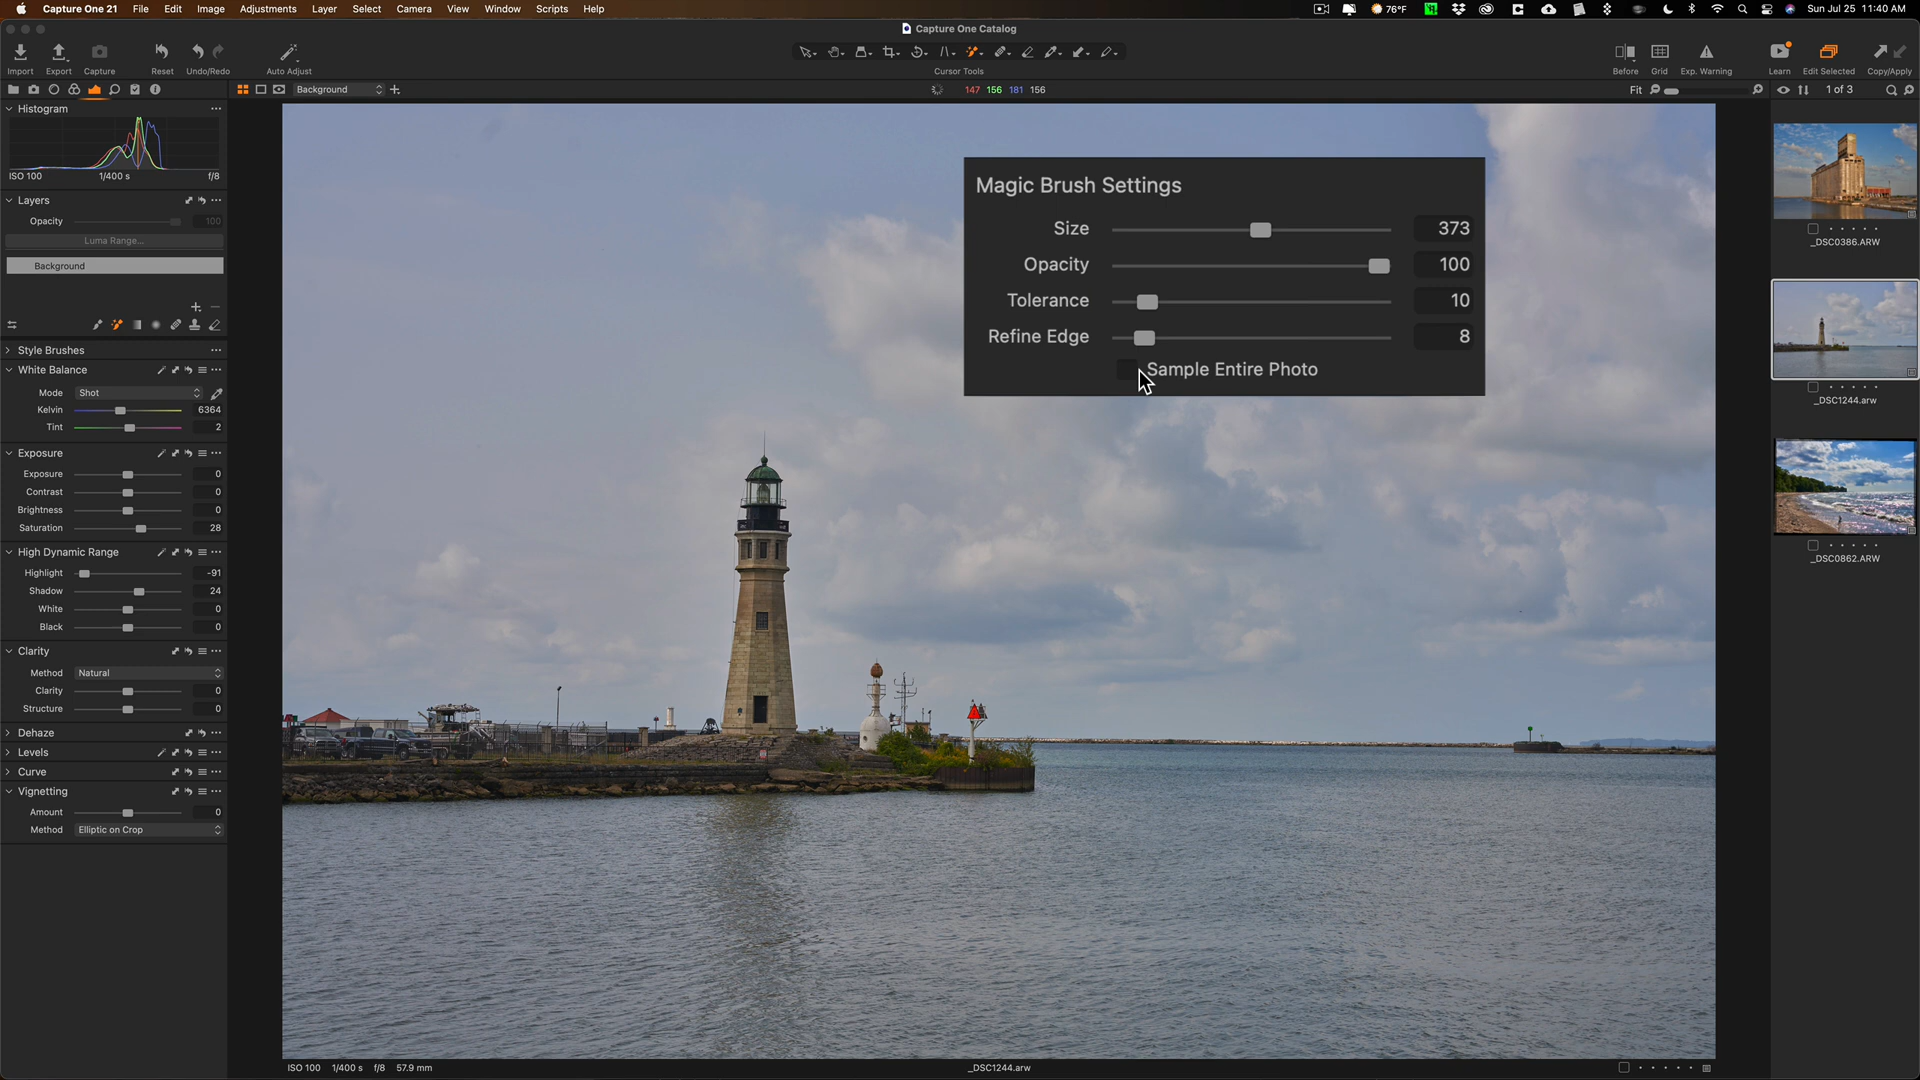 Capture One 21 File Edit Image Adjustments Layer Select Camera View Window Scripts Help 76°F Sun Jul 25 11:40 AM
Capture One Catalog
Import Export Capture Reset Undo/Redo Auto Adjust Cursor Tools Before Grid Exp. Warning Learn Edit Selected Copy/Apply
Background 147 156 181 156 Fit 1 of 3
Histogram
ISO 100 1/400 s f/8
Layers
Opacity 100
Luma Range...
Background
Style Brushes
White Balance
Mode Shot
Kelvin 6364
Tint 2
Exposure
Exposure 0
Contrast 0
Brightness 0
Saturation 28
High Dynamic Range
Highlight -91
Shadow 24
White 0
Black 0
Clarity
Method Natural
Clarity 0
Structure 0
Dehaze
Levels
Curve
Vignetting
Amount 0
Method Elliptic on Crop
Magic Brush Settings
Size 373
Opacity 100
Tolerance 10
Refine Edge 8
Sample Entire Photo
_DSC0386.ARW
_DSC1244.arw
_DSC0862.ARW
ISO 100 1/400 s f/8 57.9 mm _DSC1244.arw